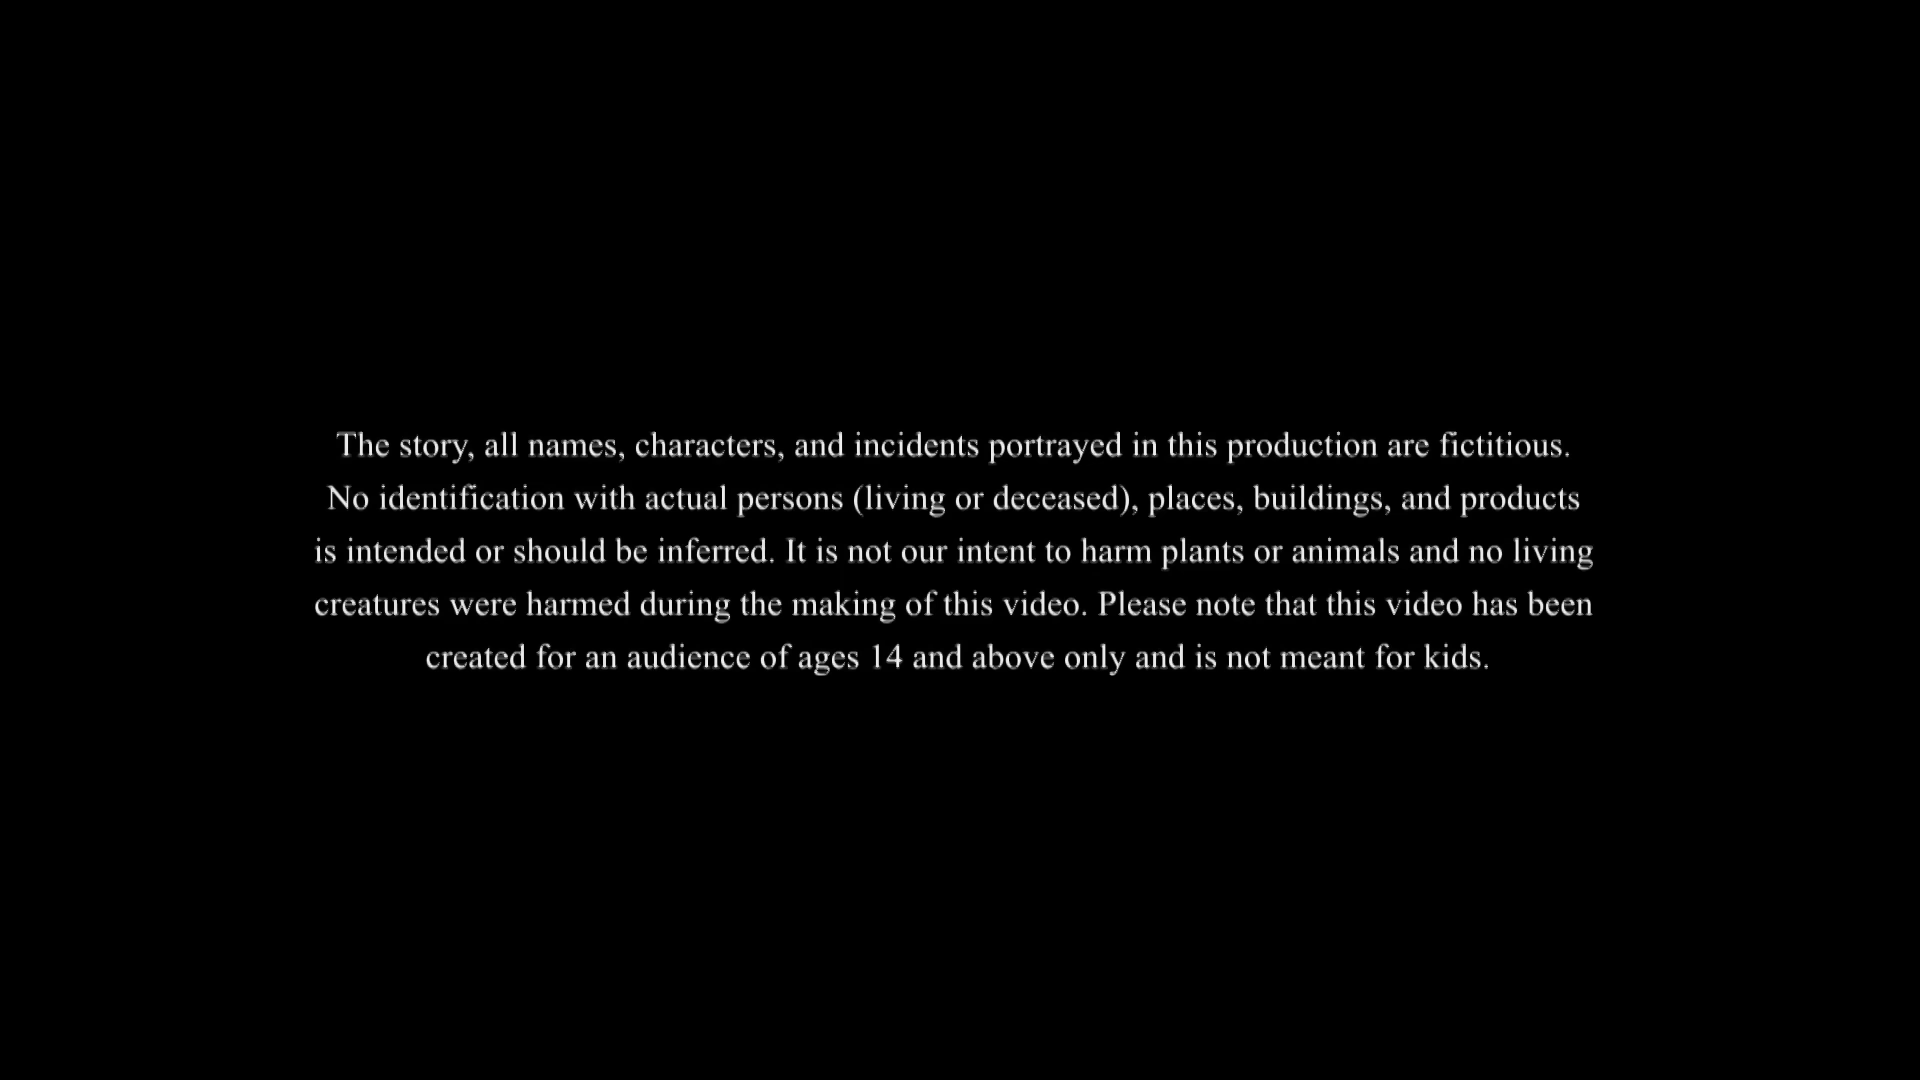 The story, all names, characters, and incidents portrayed in this production are fictitious.
No identification with actual persons (living or deceased), places, buildings, and products
is intended or should be inferred. It is not our intent to harm plants or animals and no living
creatures were harmed during the making of this video. Please note that this video has been
created for an audience of ages 14 and above only and is not meant for kids.